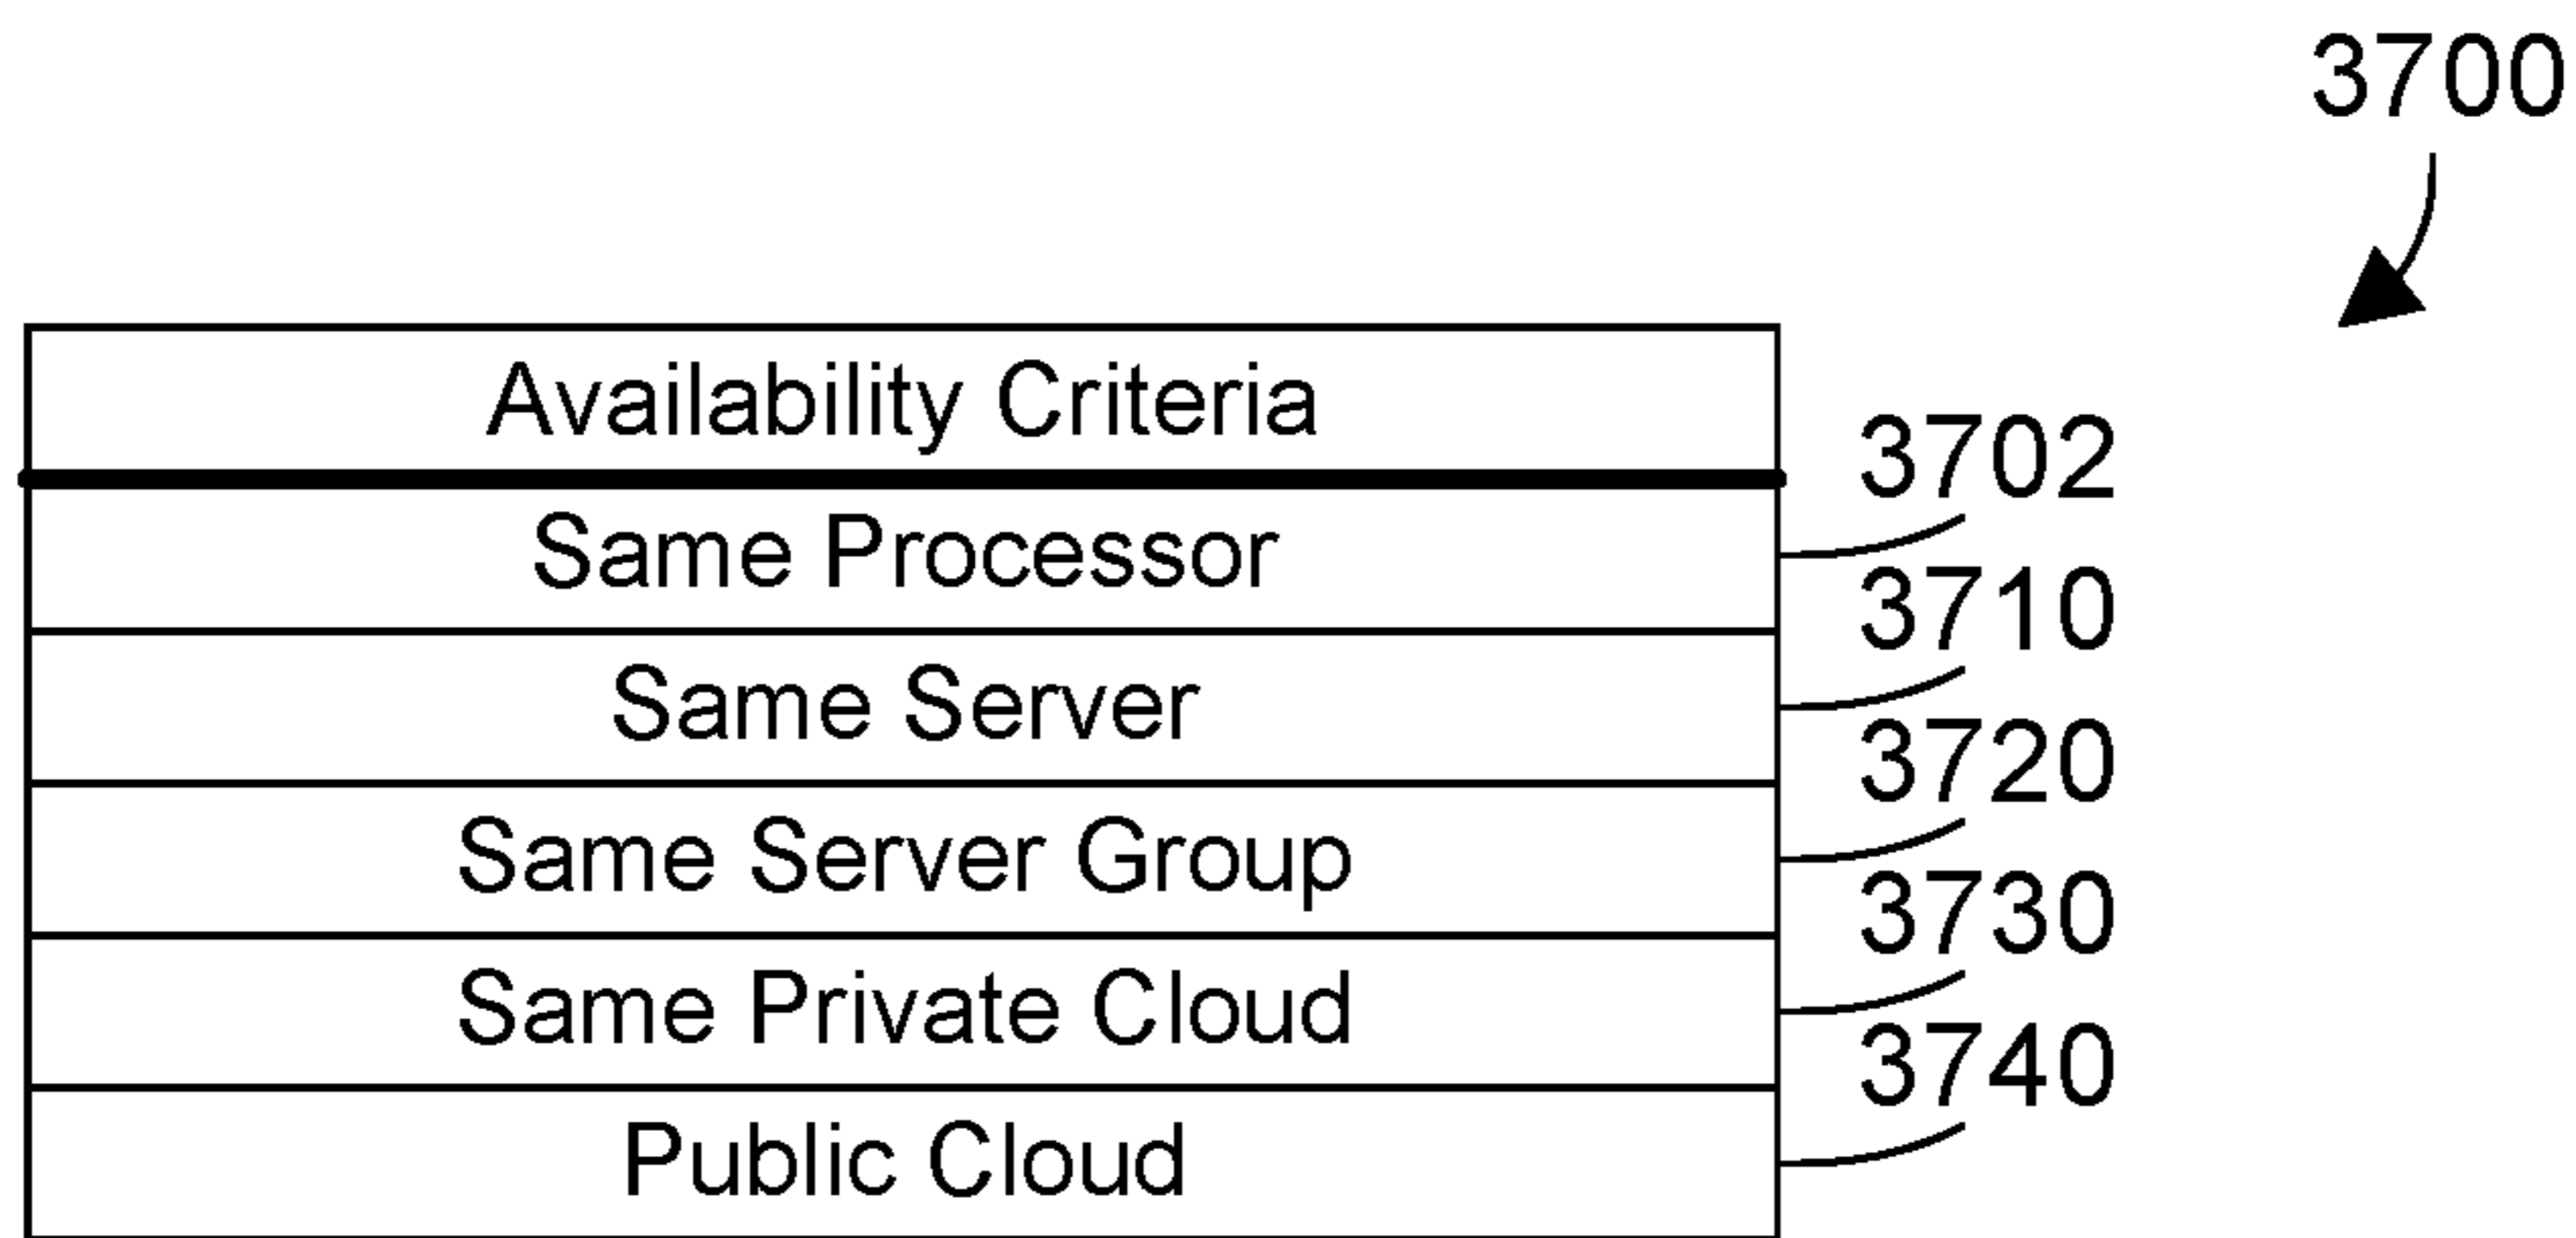 3700
Availability Criteria
3702
Same Processor
3710
Same Server
3720
Same Server Group
3730
Same Private Cloud
3740
Public Cloud